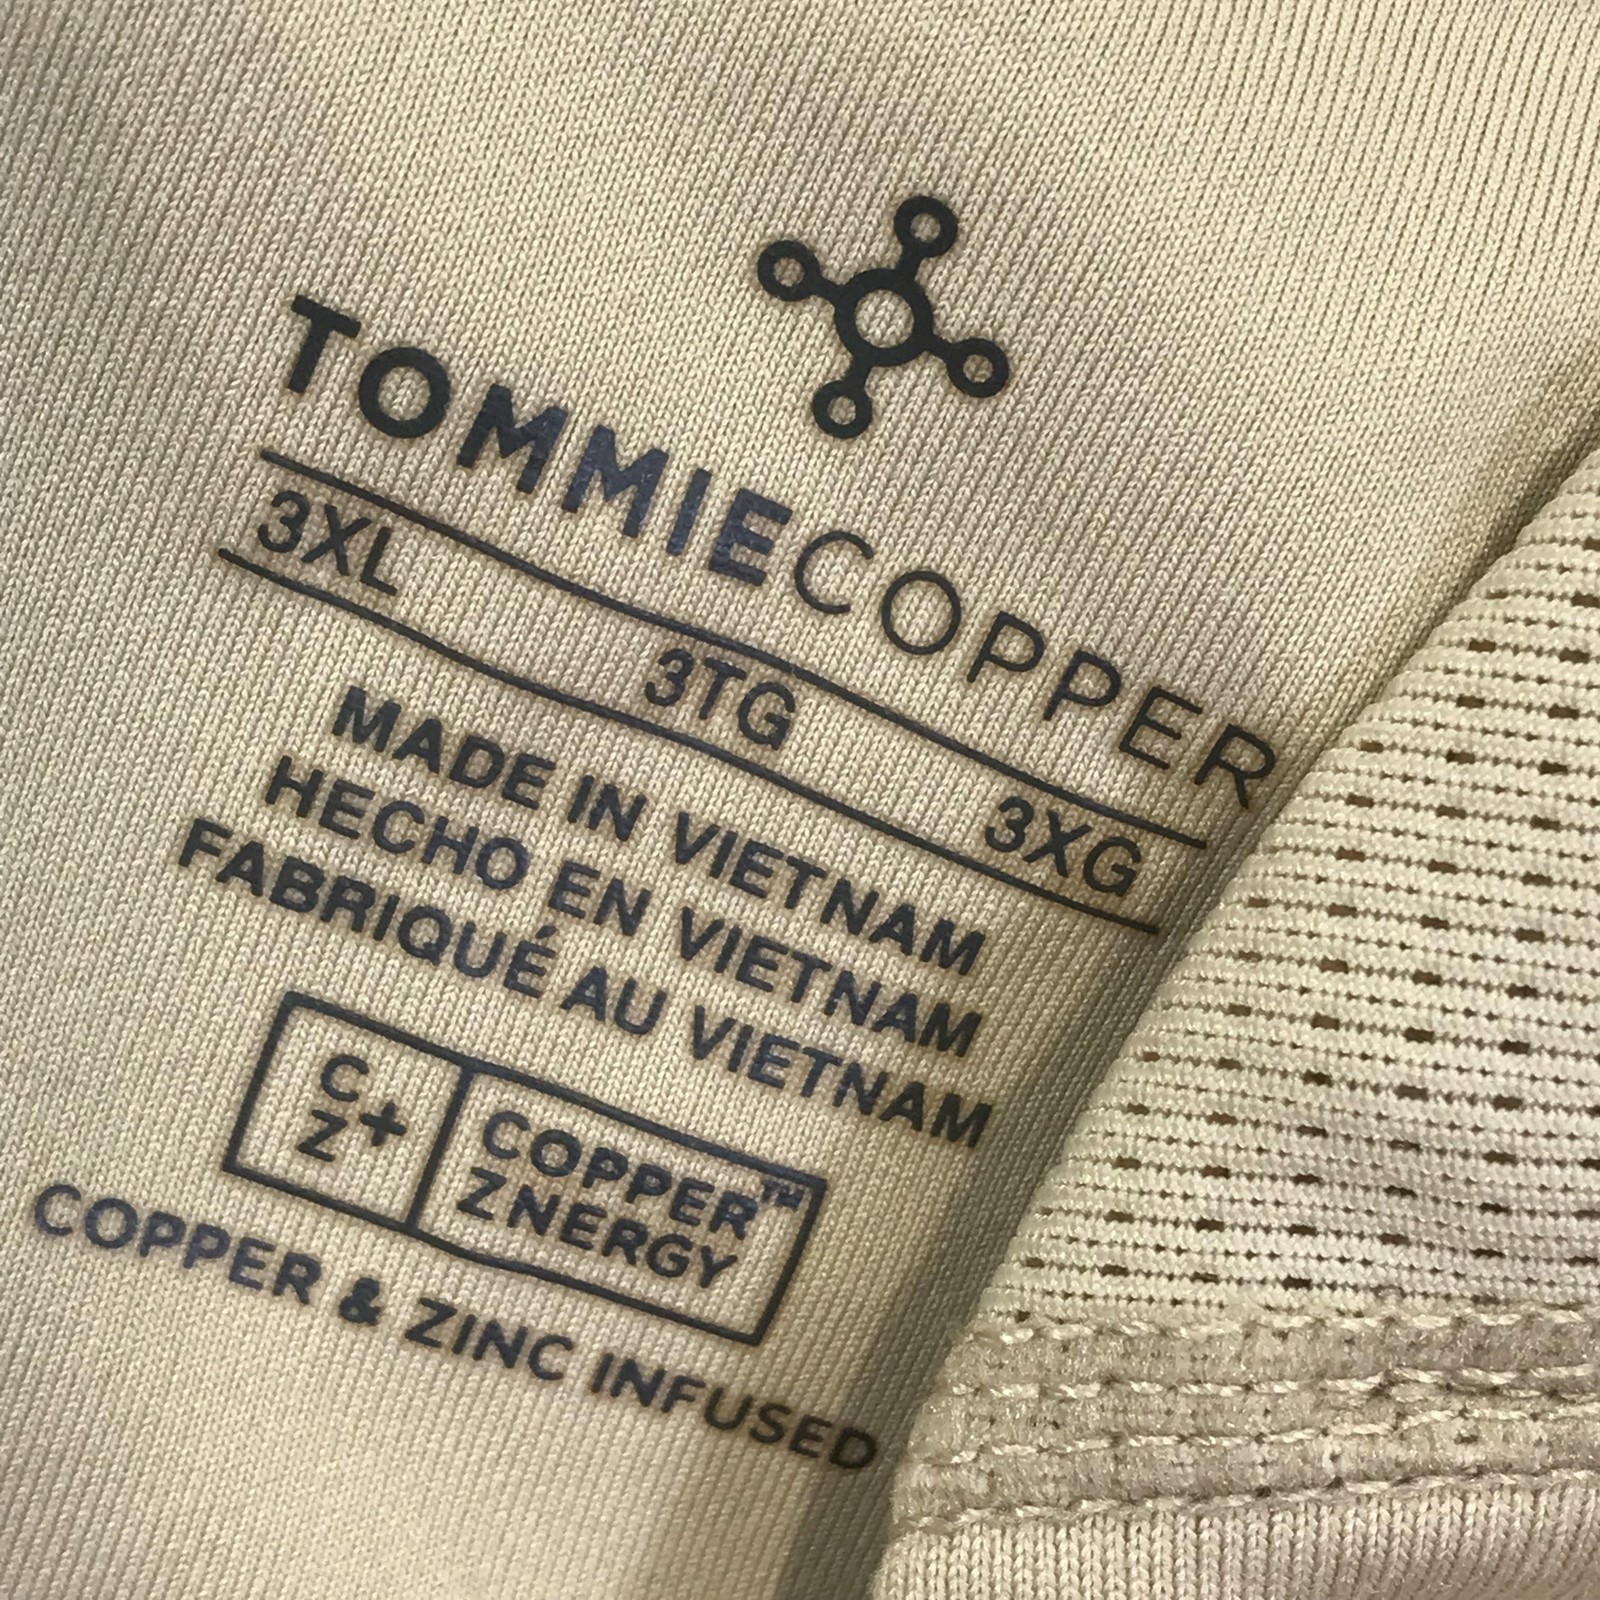 TOMMIECOPPER
3XL 3TG 3XG
MADE IN VIETNAM
HECHO EN VIETNAM
FABRIQUÉ AU VIETNAM
C
Z+
COPPER
ZNERGY™
COPPER & ZINC INFUSED